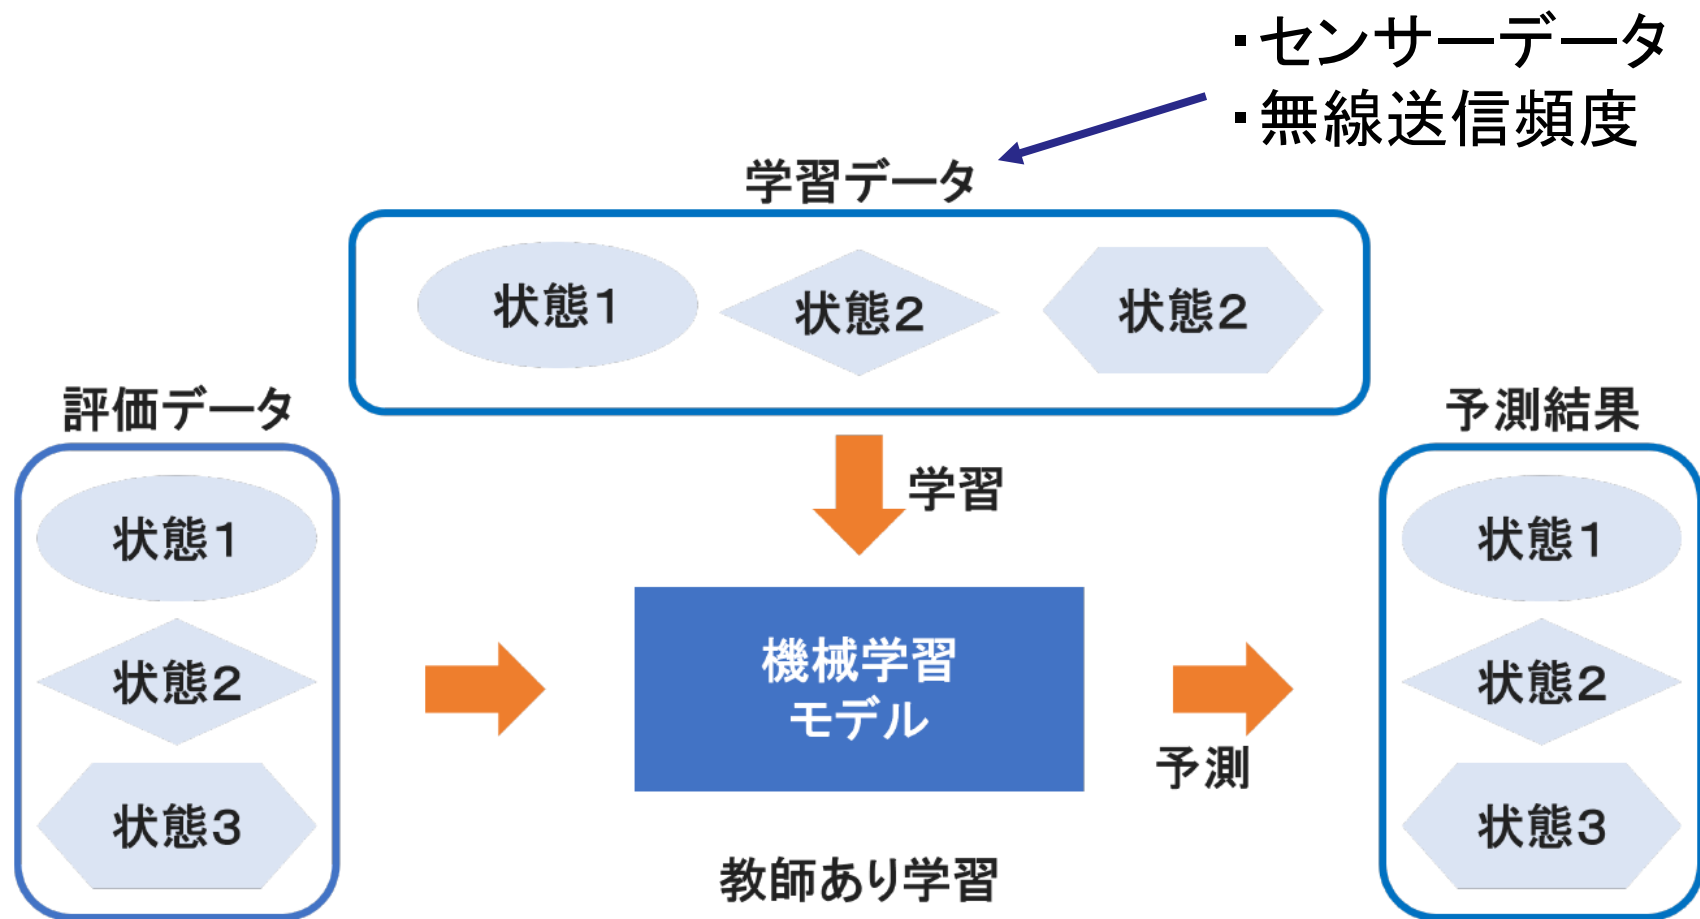 ・センサーデータ
・無線送信頻度
学習データ
状態1
状態2
状態2
評価データ
状態1
状態2
状態3
学習
機械学習
モデル
予測
教師あり学習
予測結果
状態1
状態2
状態3